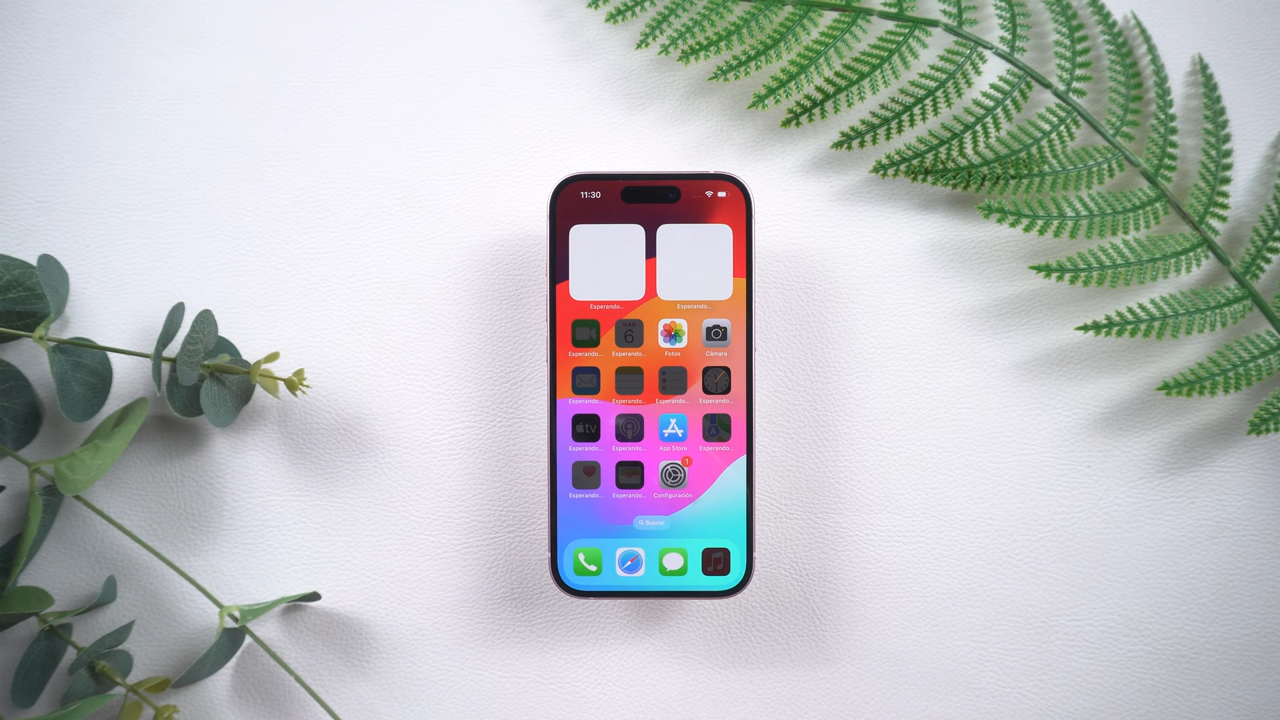 11:30
Esperando... Esperando...
MAR
6
Esperando... Esperando... Fotos Cámara
Esperando... Esperando... Esperando... Esperando...
tv
Esperando... Esperando... App Store Esperando...
1
Esperando... Esperando... Configuración
Buscar